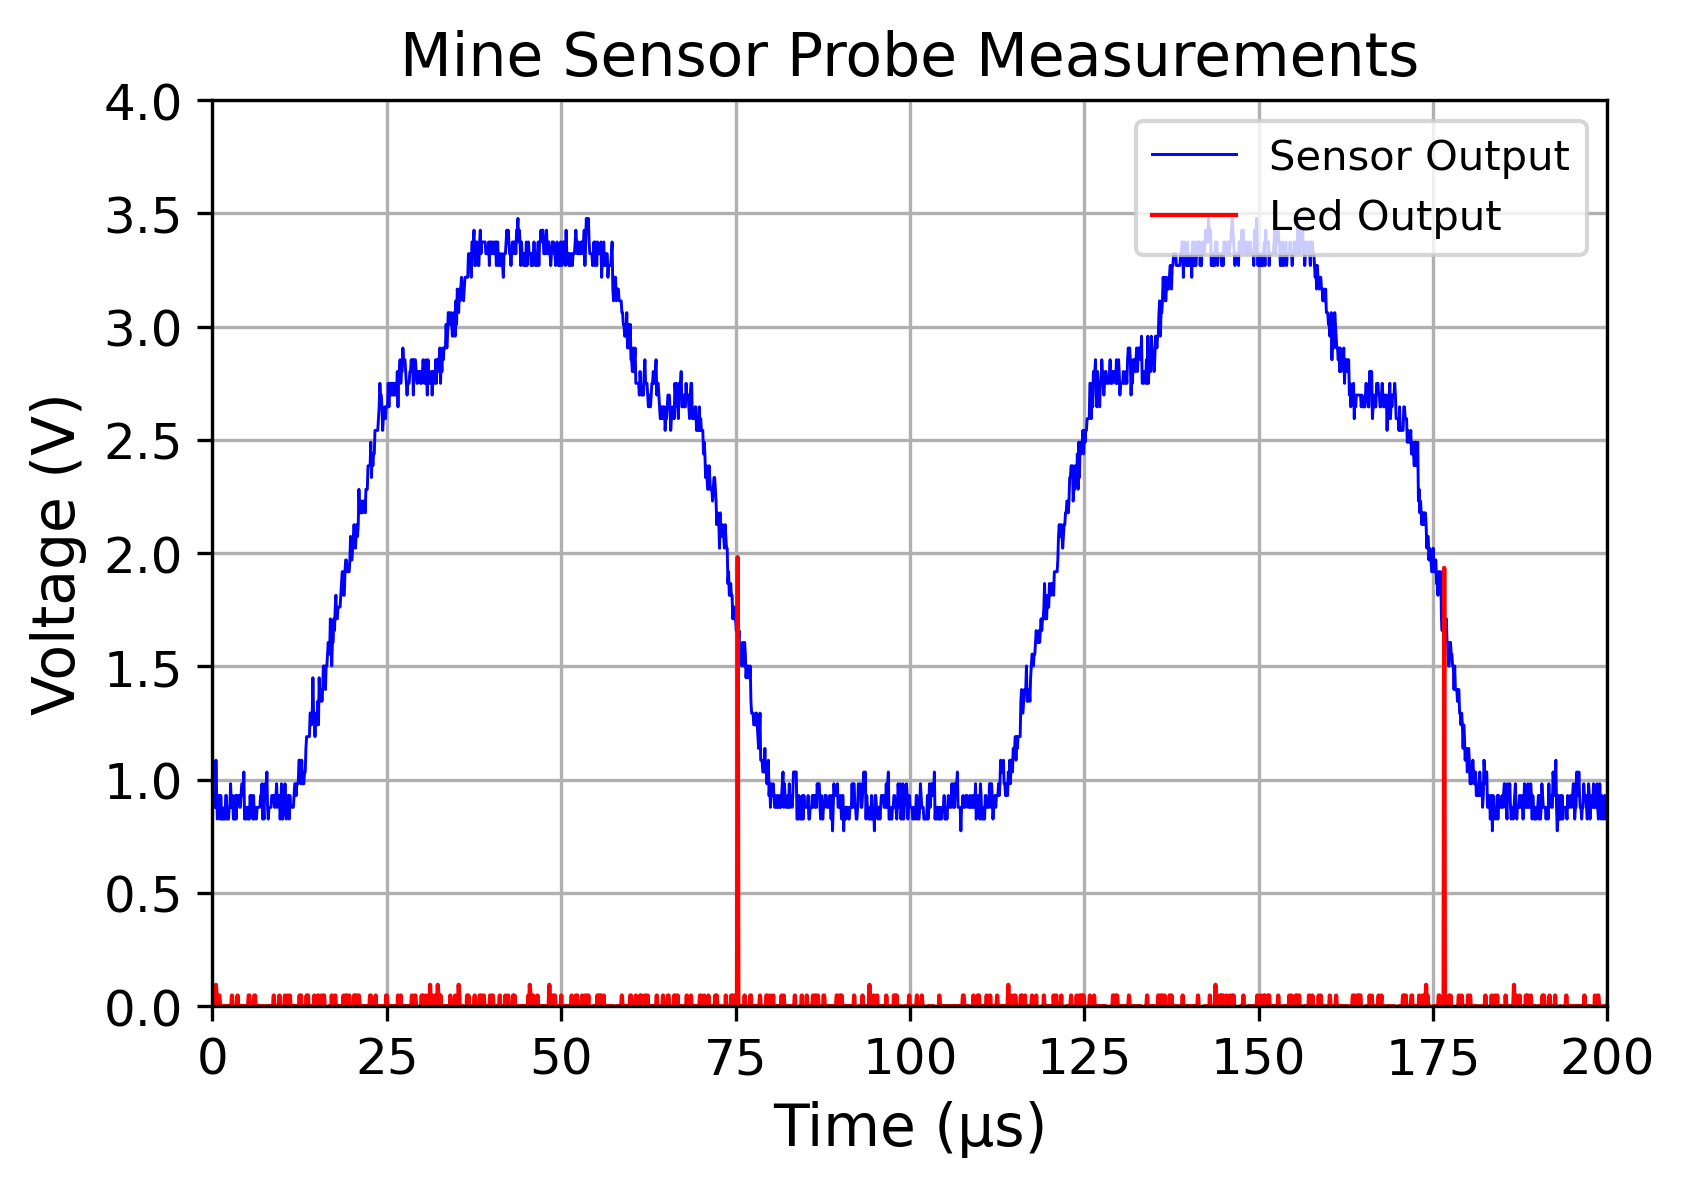 Mine Sensor Probe Measurements
Sensor Output
Led Output
Voltage (V)
4.0
3.5
3.0
2.5
2.0
1.5
1.0
0.5
0.0
0 25 50 75 100 125 150 175 200
Time (µs)